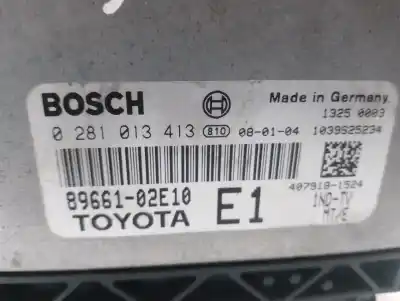 BOSCH
Made in Germany
1325 0003
0 281 013 413 810 08-01-04 1039S25234
407918-1524
89661-02E10 E1 1ND-TV
TOYOTA MT/E